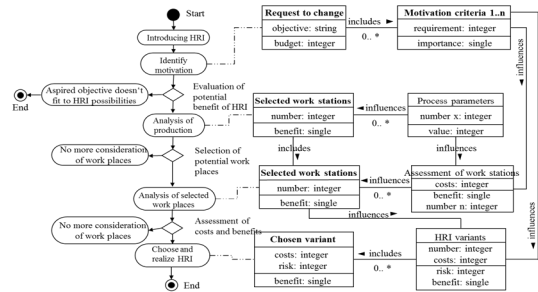 Start
Introducing HRI
Identify
motivation
Aspired objective doesn't
fit to HRI possibilities
End
Evaluation of
potential
benefit of HRI
Analysis of
production
No more consideration
of work places
Selection of
potential work
places
Analysis of selected
work places
No more consideration
of work places
Assessment of
costs and benefits
Choose and
realize HRI
End
Request to change
objective: string
budget: integer
includes
0.. *
Motivation criteria 1..n
requirement: integer
importance: single
influences
Selected work stations
number: integer
benefit: single
influences
0.. *
Process parameters
number x: integer
value: integer
includes
influences
Selected work stations
number: integer
benefit: single
influences
0.. *
Assessment of work stations
costs: integer
benefit: single
number n: integer
influences
influences
Chosen variant
costs: integer
risk: integer
benefit: single
includes
0.. *
HRI variants
number: integer
costs: integer
risk: integer
benefit: single